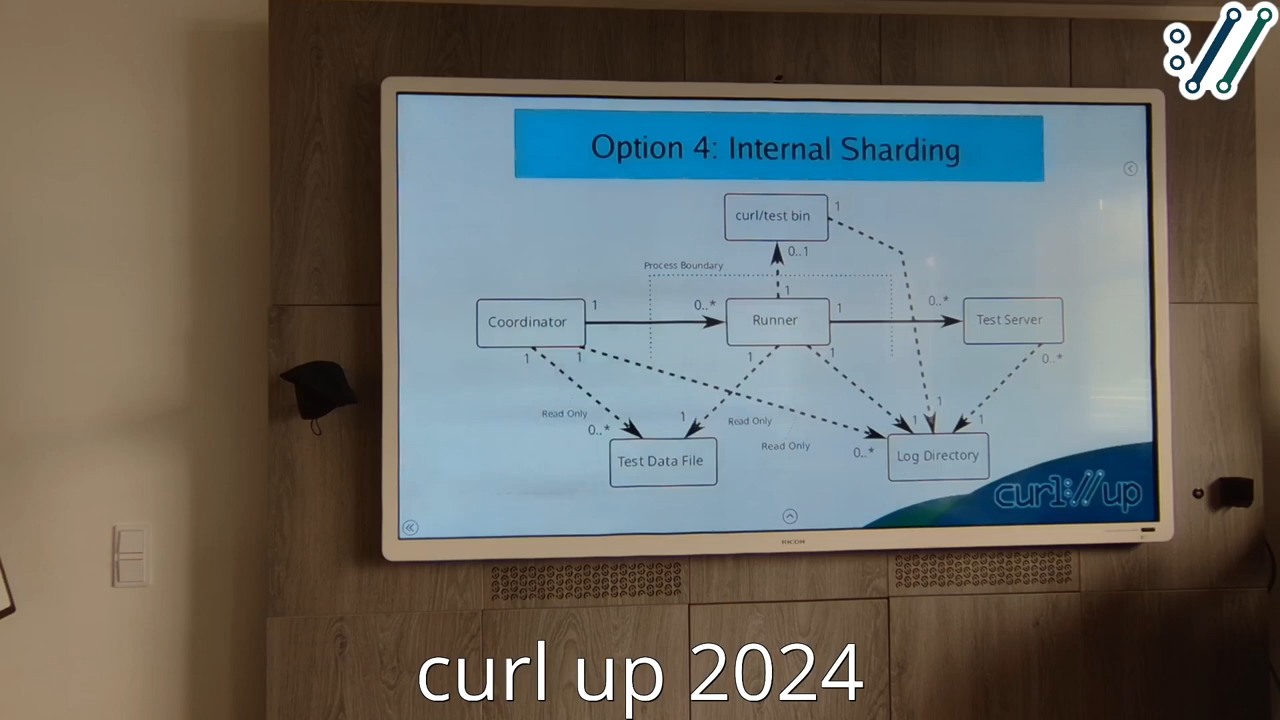 Option 4: Internal Sharding
curl/test bin
1
0..1
Process Boundary
1
Coordinator
1
0..*
Runner
1
0..*
Test Server
1
1
1
1
0..*
Read Only
0..*
1
Read Only
Read Only
0..*
1
1
1
Test Data File
Log Directory
curl://up
RICOH
curl up 2024